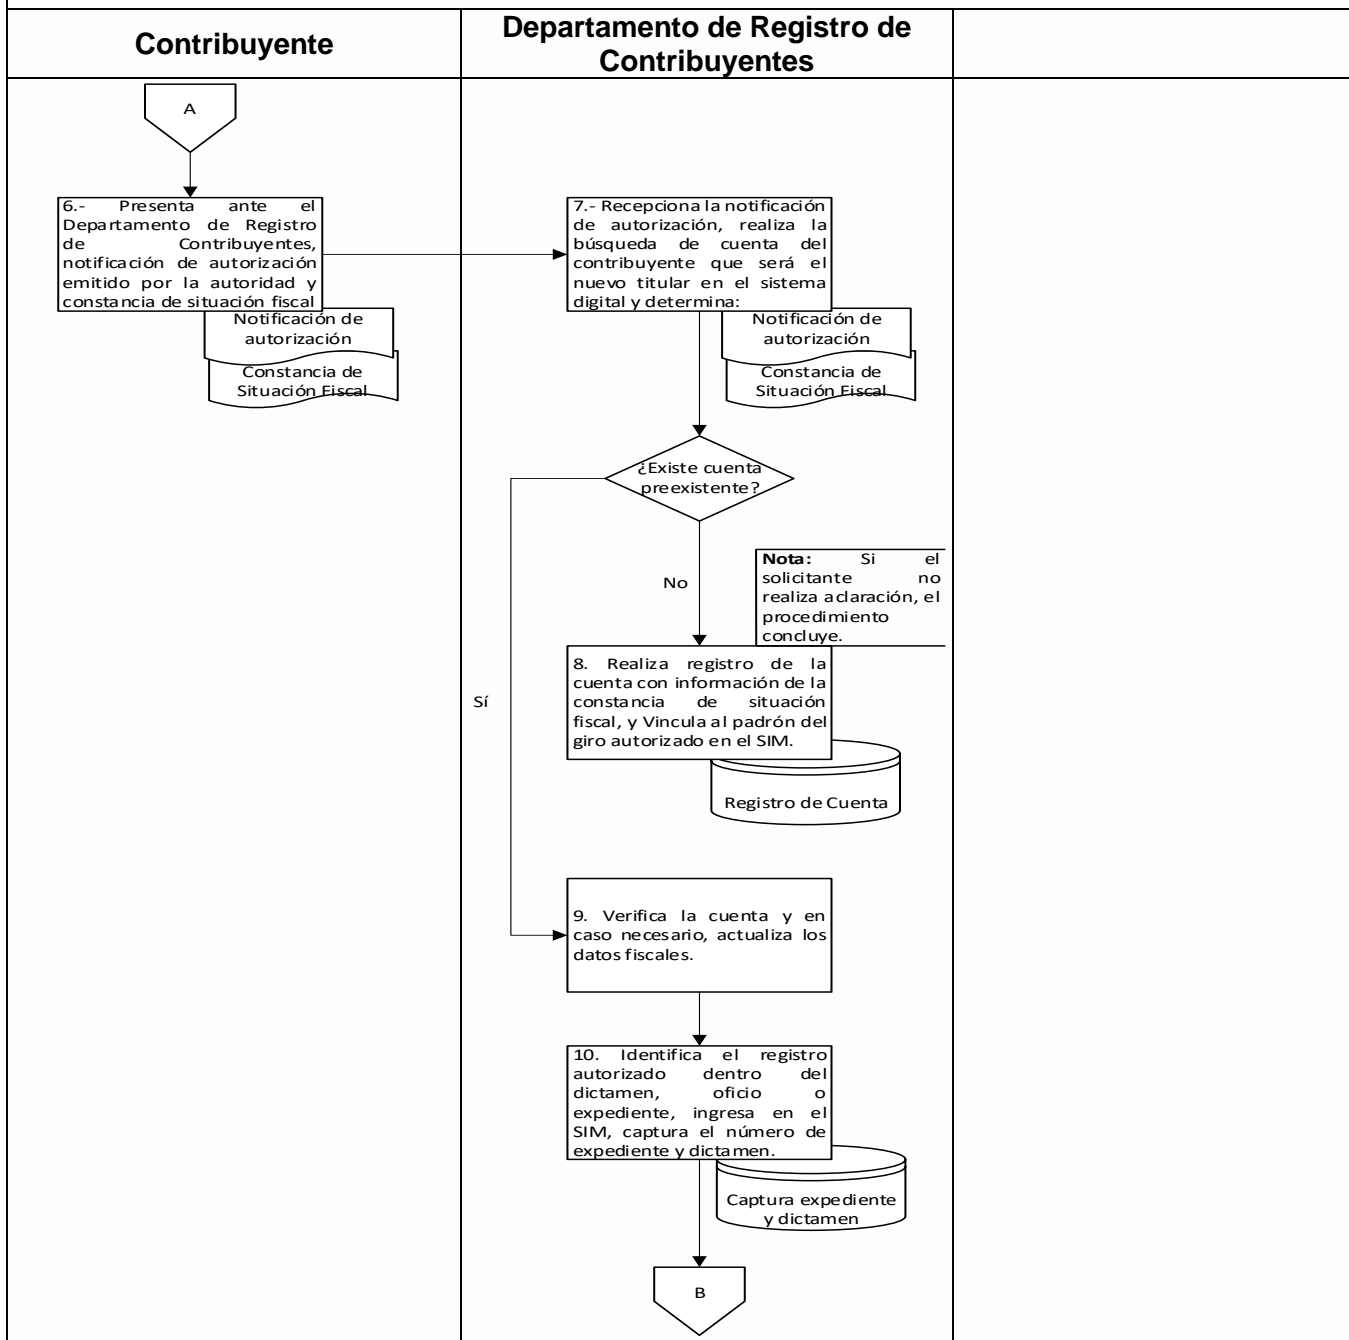 Contribuyente
Departamento de Registro de
Contribuyentes
A
6.- Presenta ante el
Departamento de Registro
de Contribuyentes,
notificación de autorización
emitido por la autoridad y
constancia de situación fiscal
Notificación de
autorización
Constancia de
Situación Fiscal
7.- Recepciona la notificación
de autorización, realiza la
búsqueda de cuenta del
contribuyente que será el
nuevo titular en el sistema
digital y determina:
Notificación de
autorización
Constancia de
Situación Fiscal
¿Existe cuenta
preexistente?
No
Nota: Si el
solicitante no
realiza aclaración, el
procedimiento
concluye.
Sí
8. Realiza registro de la
cuenta con información de la
constancia de situación
fiscal, y Vincula al padrón del
giro autorizado en el SIM.
Registro de Cuenta
9. Verifica la cuenta y en
caso necesario, actualiza los
datos fiscales.
10. Identifica el registro
autorizado dentro del
dictamen, oficio o
expediente, ingresa en el
SIM, captura el número de
expediente y dictamen.
Captura expediente
y dictamen
B